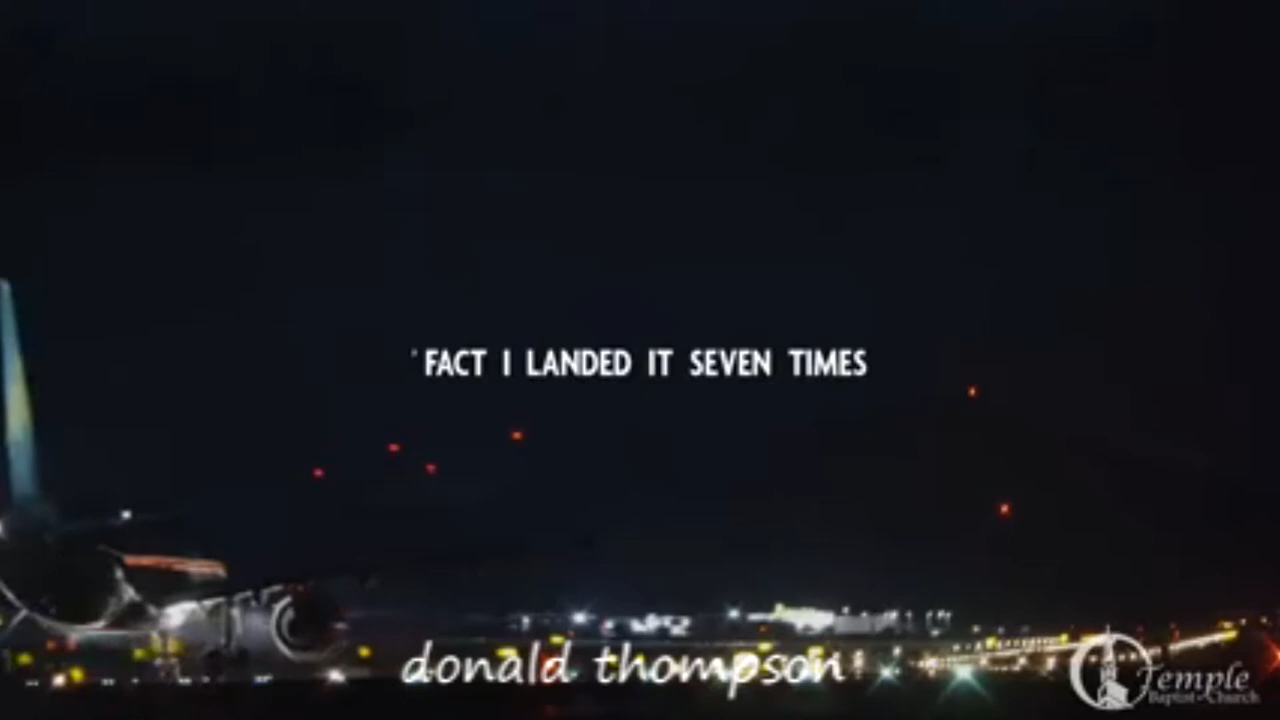 ' FACT I LANDED IT SEVEN TIMES
donald thompson
Temple
Baptist Church